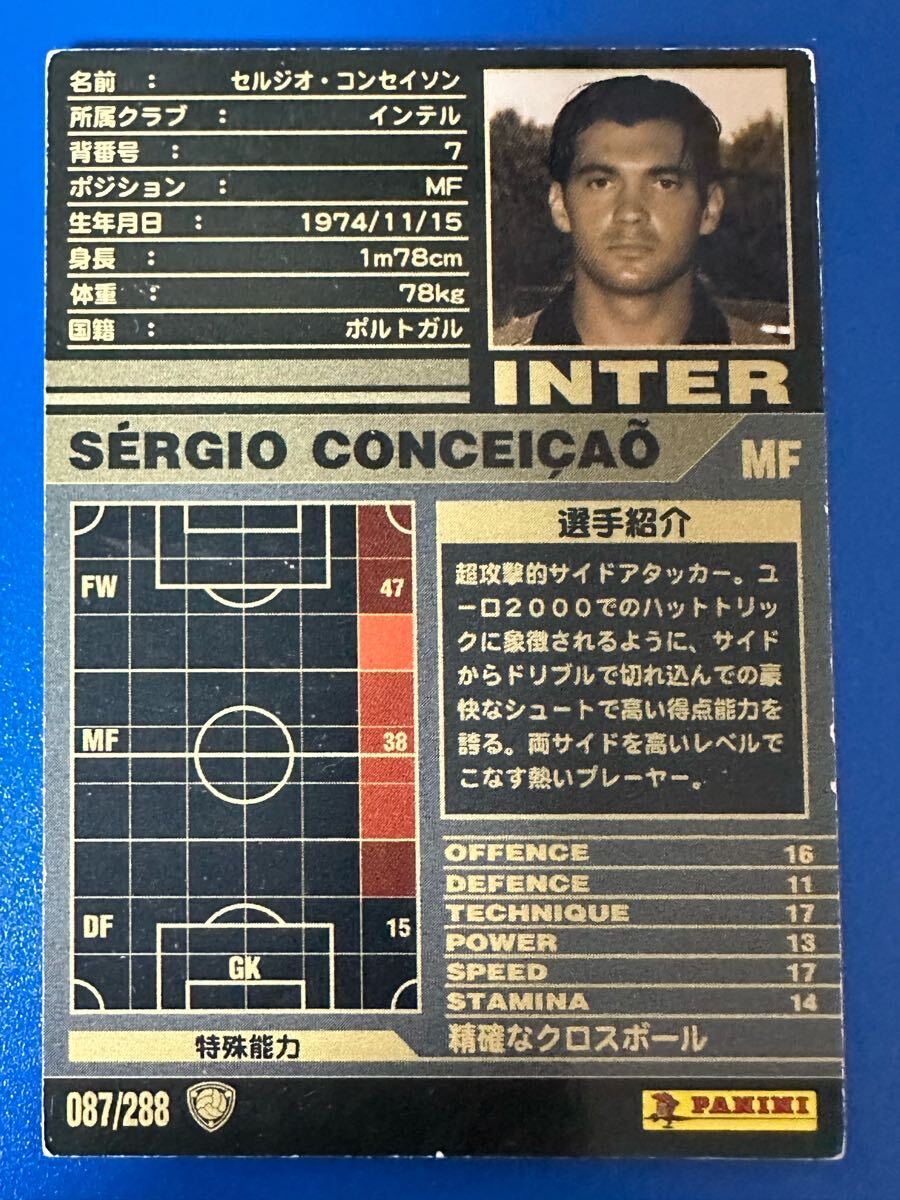 名前 : セルジオ・コンセイソン
所属クラブ : インテル
背番号 : 7
ポジション : MF
生年月日 : 1974/11/15
身長 : 1m78cm
体重 : 78kg
国籍 : ポルトガル
INTER
SÉRGIO CONCEIÇAÕ
MF
FW 47
MF 38
DF 15
GK
選手紹介
超攻撃的サイドアタッカー。ユ
ーロ2000でのハットトリッ
クに象徴されるように、サイド
からドリブルで切れ込んでの豪
快なシュートで高い得点能力を
誇る。両サイドを高いレベルで
こなす熱いプレーヤー。
OFFENCE 16
DEFENCE 11
TECHNIQUE 17
POWER 13
SPEED 17
STAMINA 14
特殊能力
精確なクロスボール
087/288
PANINI